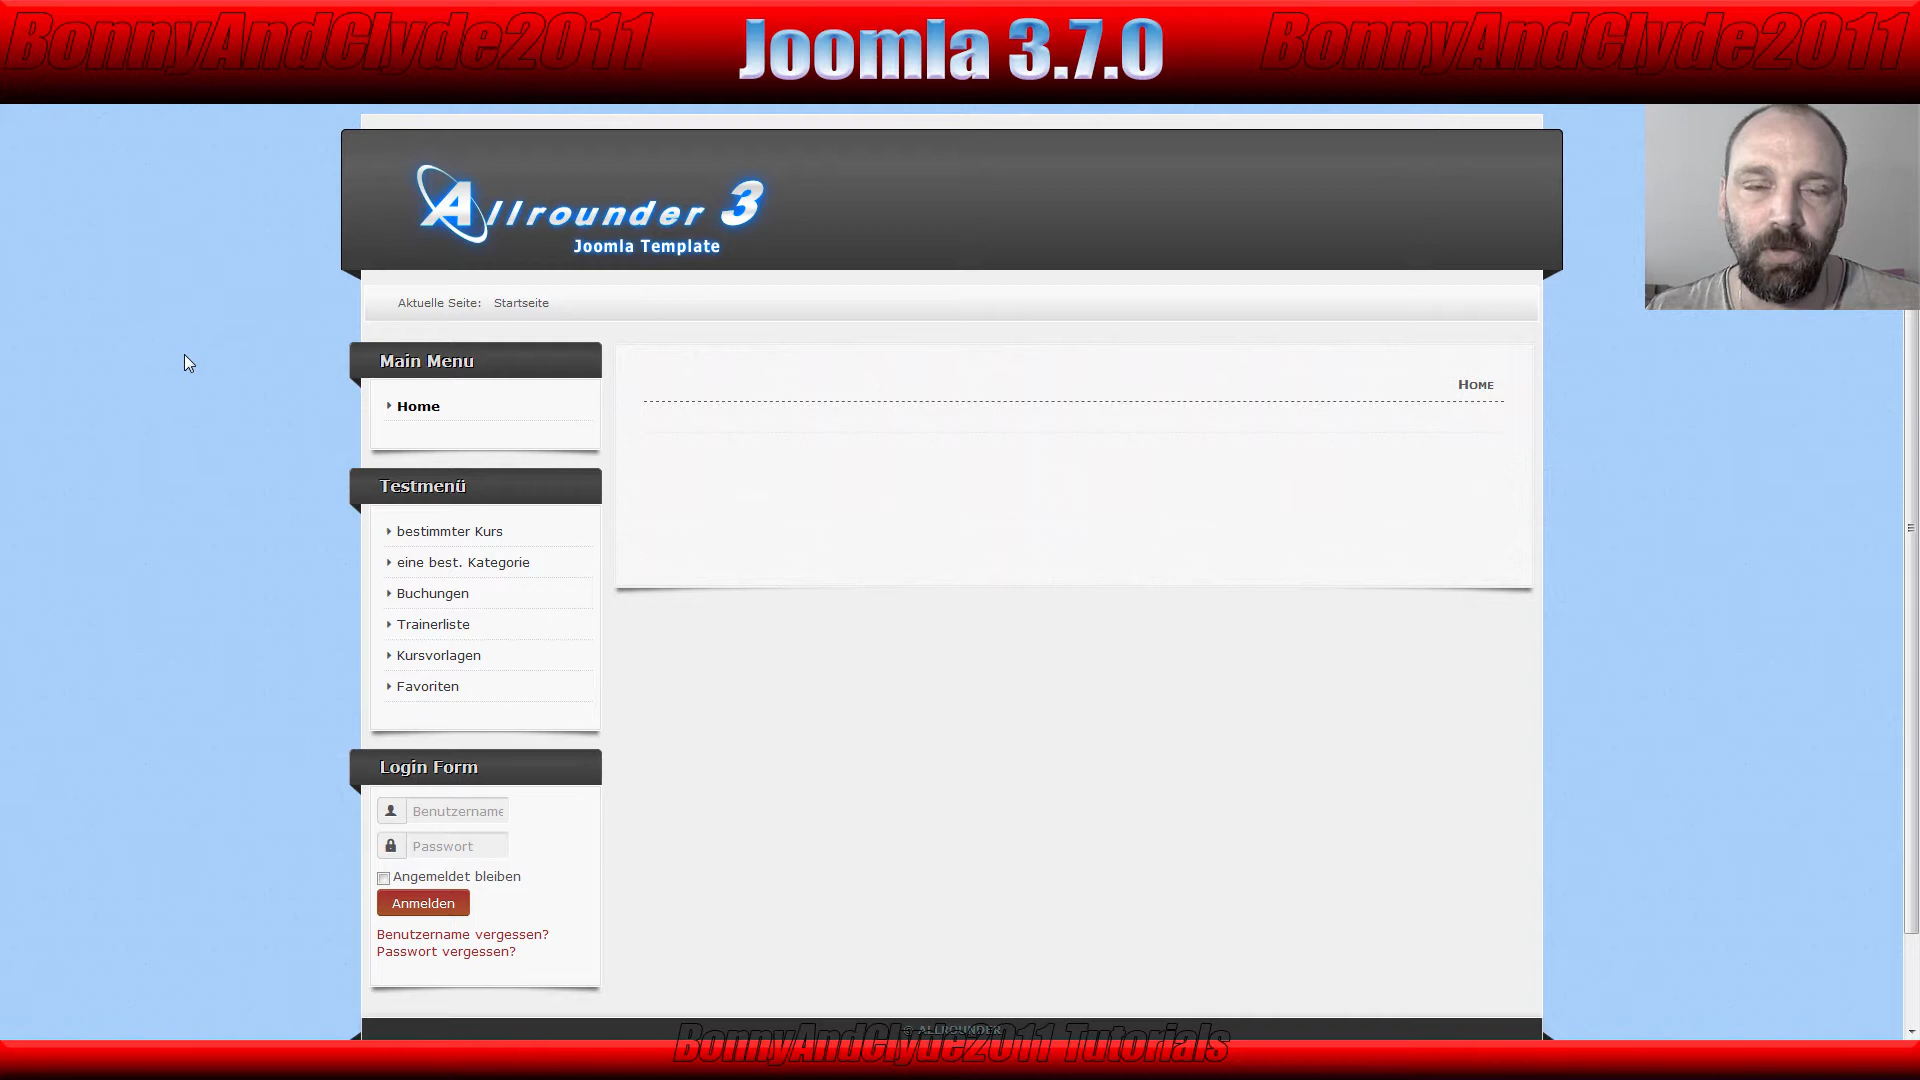 BonnyAndClyde2011 Joomla 3.7.0 BonnyAndClyde2011
Allrounder 3
Joomla Template
Aktuelle Seite: Startseite
Main Menu
Home
Testmenü
bestimmter Kurs
eine best. Kategorie
Buchungen
Trainerliste
Kursvorlagen
Favoriten
Login Form
Benutzername
Passwort
Angemeldet bleiben
Anmelden
Benutzername vergessen?
Passwort vergessen?
Home
© ALLROUNDER
BonnyAndClyde2011 Tutorials